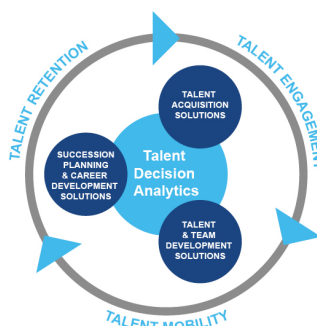 TALENT RETENTION
TALENT ENGAGEMENT
TALENT
ACQUISITION
SOLUTIONS
SUCCESSION
PLANNING
& CAREER
DEVELOPMENT
SOLUTIONS
Talent
Decision
Analytics
TALENT
& TEAM
DEVELOPMENT
SOLUTIONS
TALENT MOBILITY